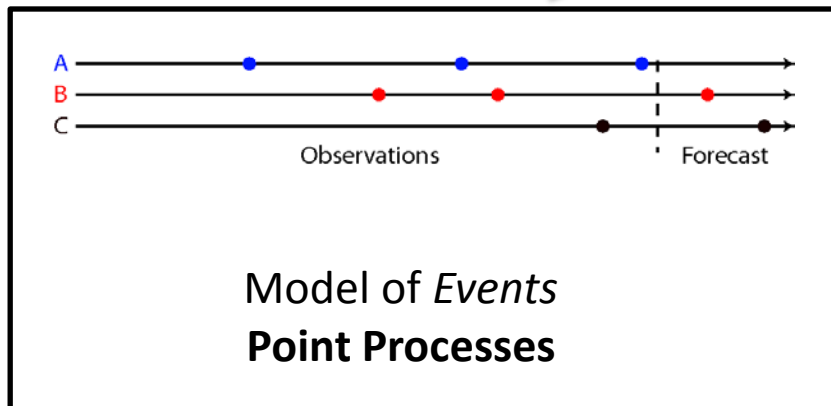 A
B
C
Observations Forecast
Model of Events
Point Processes